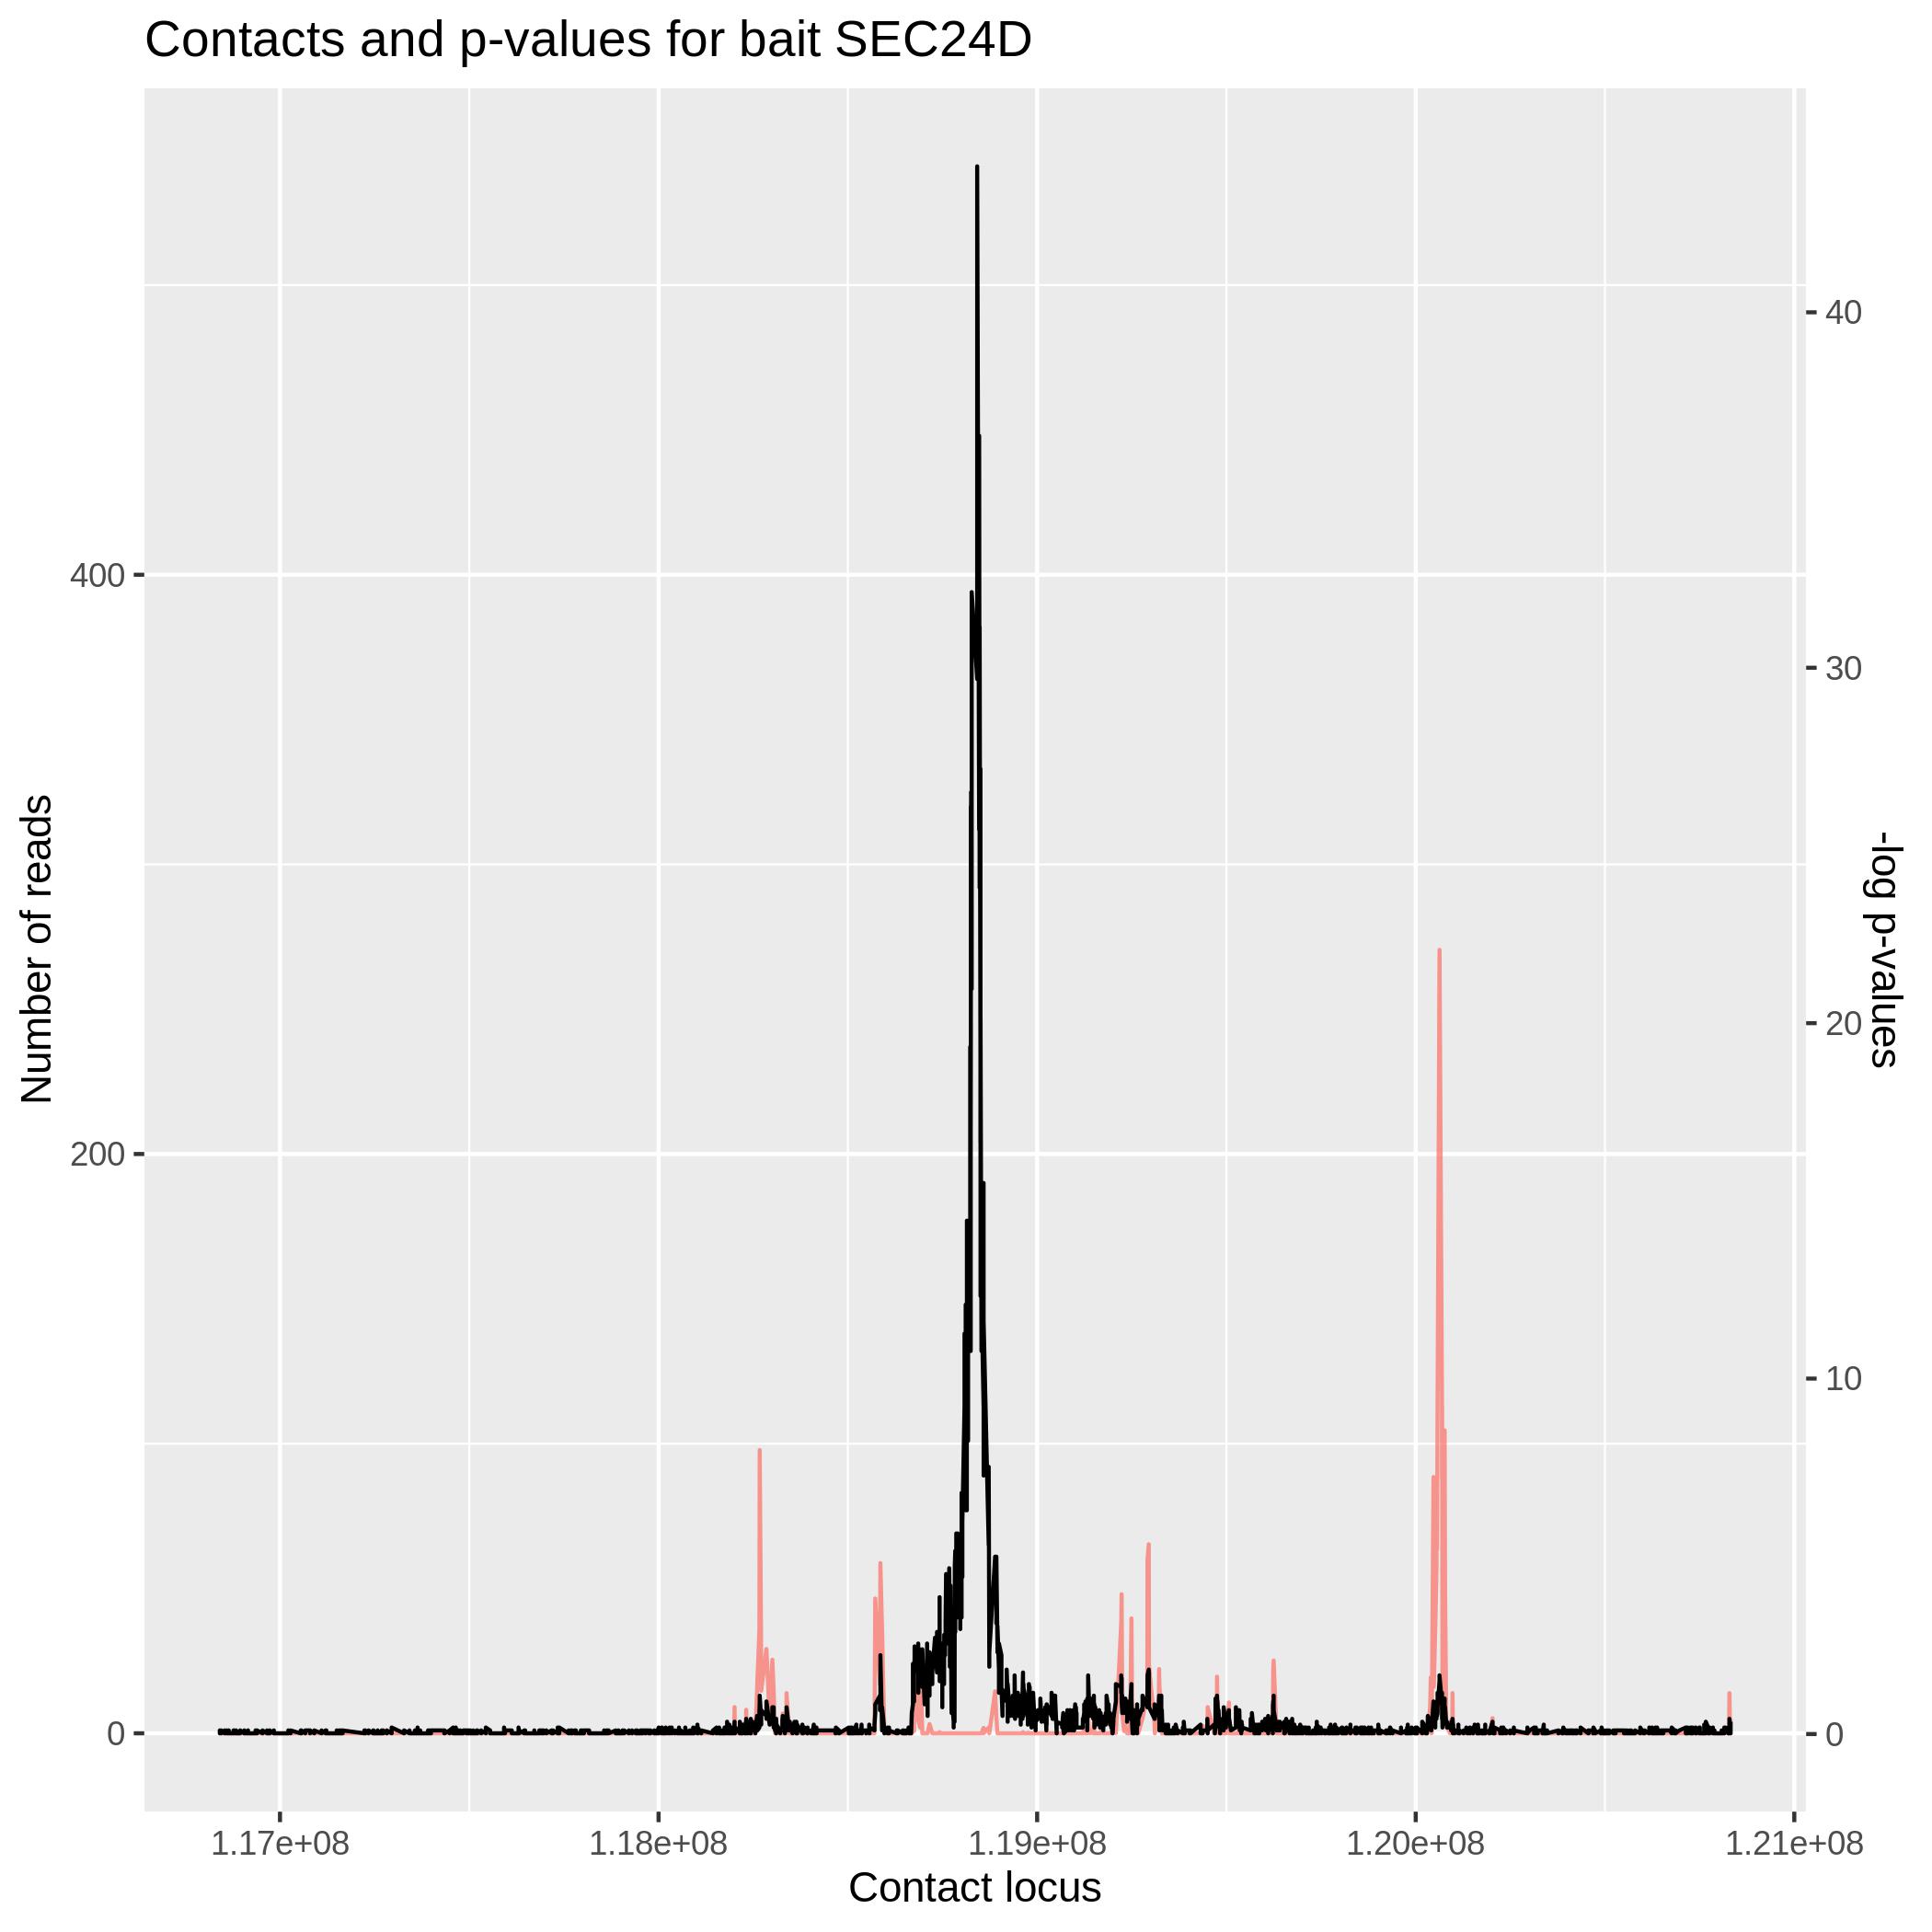 Contacts and p-values for bait SEC24D
Number of reads
400
200
0
40
30
20
10
0
-log p-values
1.17e+08
1.18e+08
1.19e+08
1.20e+08
1.21e+08
Contact locus